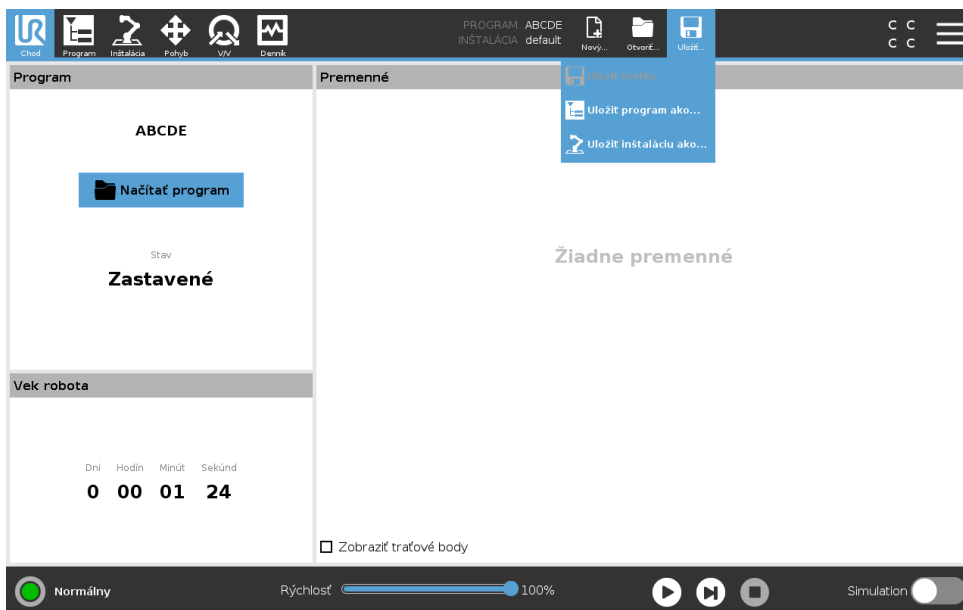 PROGRAM ABCDE
INŠTALÁCIA default
C C
C C
Chod Program Inštalácia Pohyb V/V Denník Nový... Otvoriť... Uložiť...
Program
Premenné
Uložiť všetko
Uložiť program ako...
Uložiť inštaláciu ako...
ABCDE
Načítať program
Stav
Zastavené
Žiadne premenné
Vek robota
Dní Hodín Minút Sekúnd
0 00 01 24
Zobraziť traťové body
Normálny
Rýchlosť 100%
Simulation